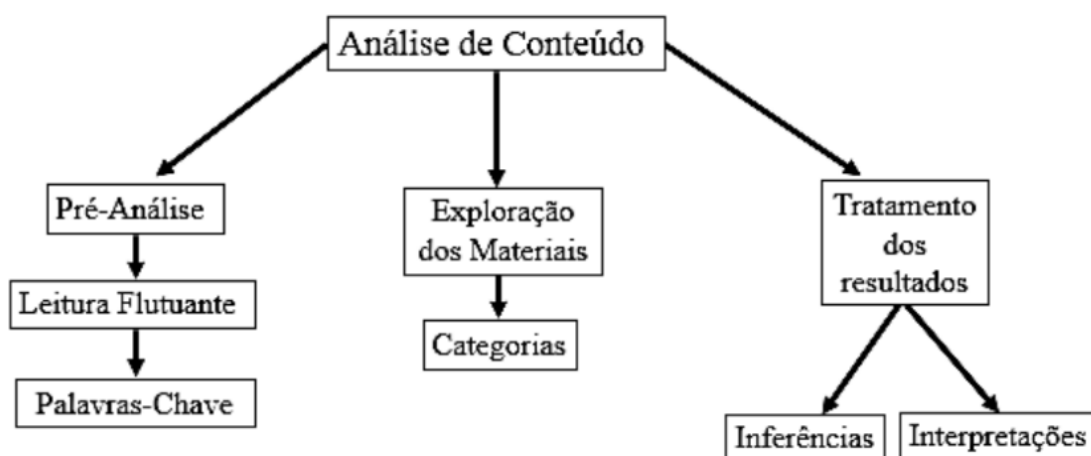 Análise de Conteúdo
Pré-Análise
Leitura Flutuante
Palavras-Chave
Exploração
dos Materiais
Categorias
Tratamento
dos
resultados
Inferências
Interpretações